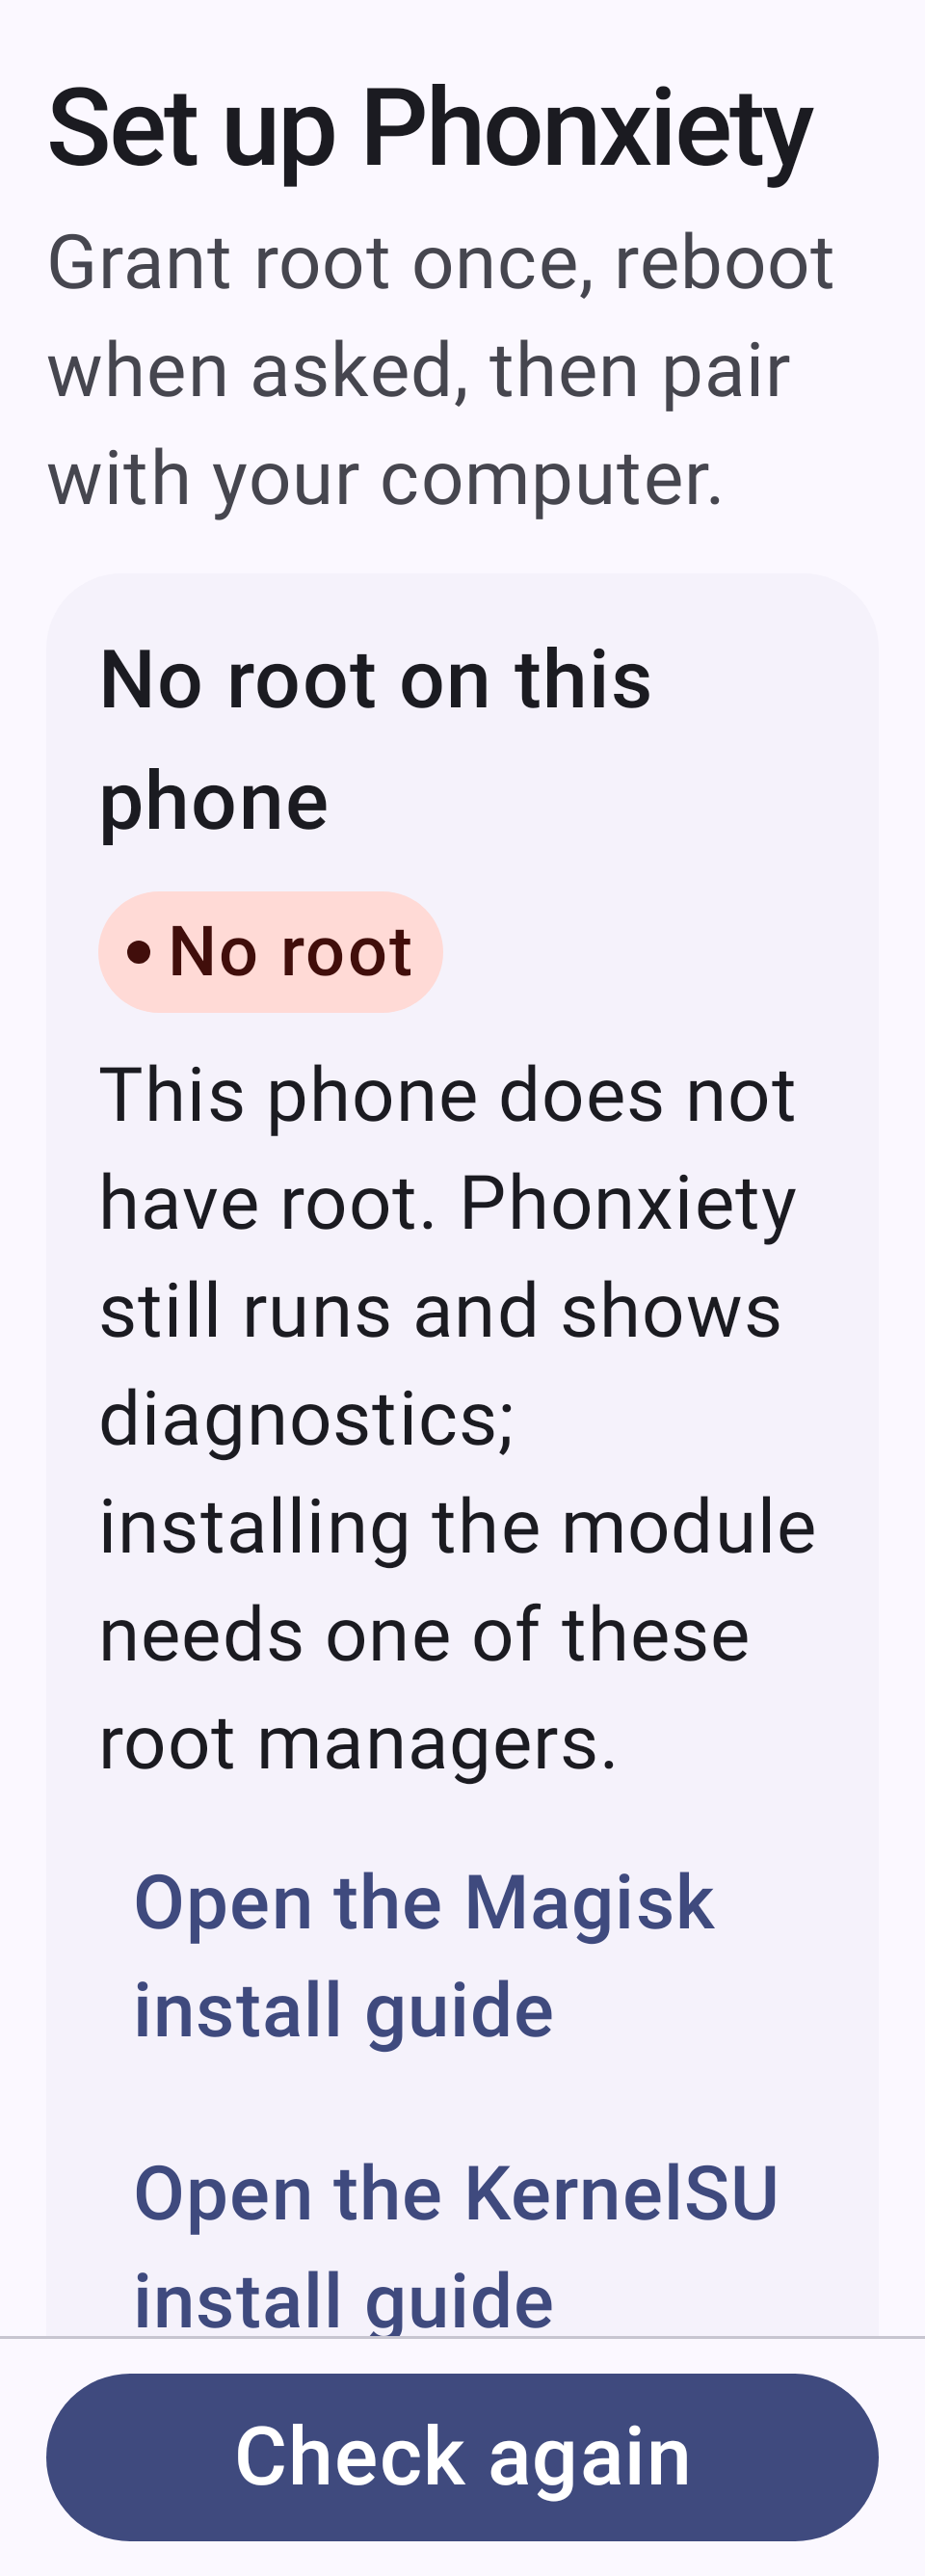 Set up Phonxiety
Grant root once, reboot
when asked, then pair
with your computer.
No root on this
phone
• No root
This phone does not
have root. Phonxiety
still runs and shows
diagnostics;
installing the module
needs one of these
root managers.
Open the Magisk
install guide
Open the KernelSU
install guide
Check again